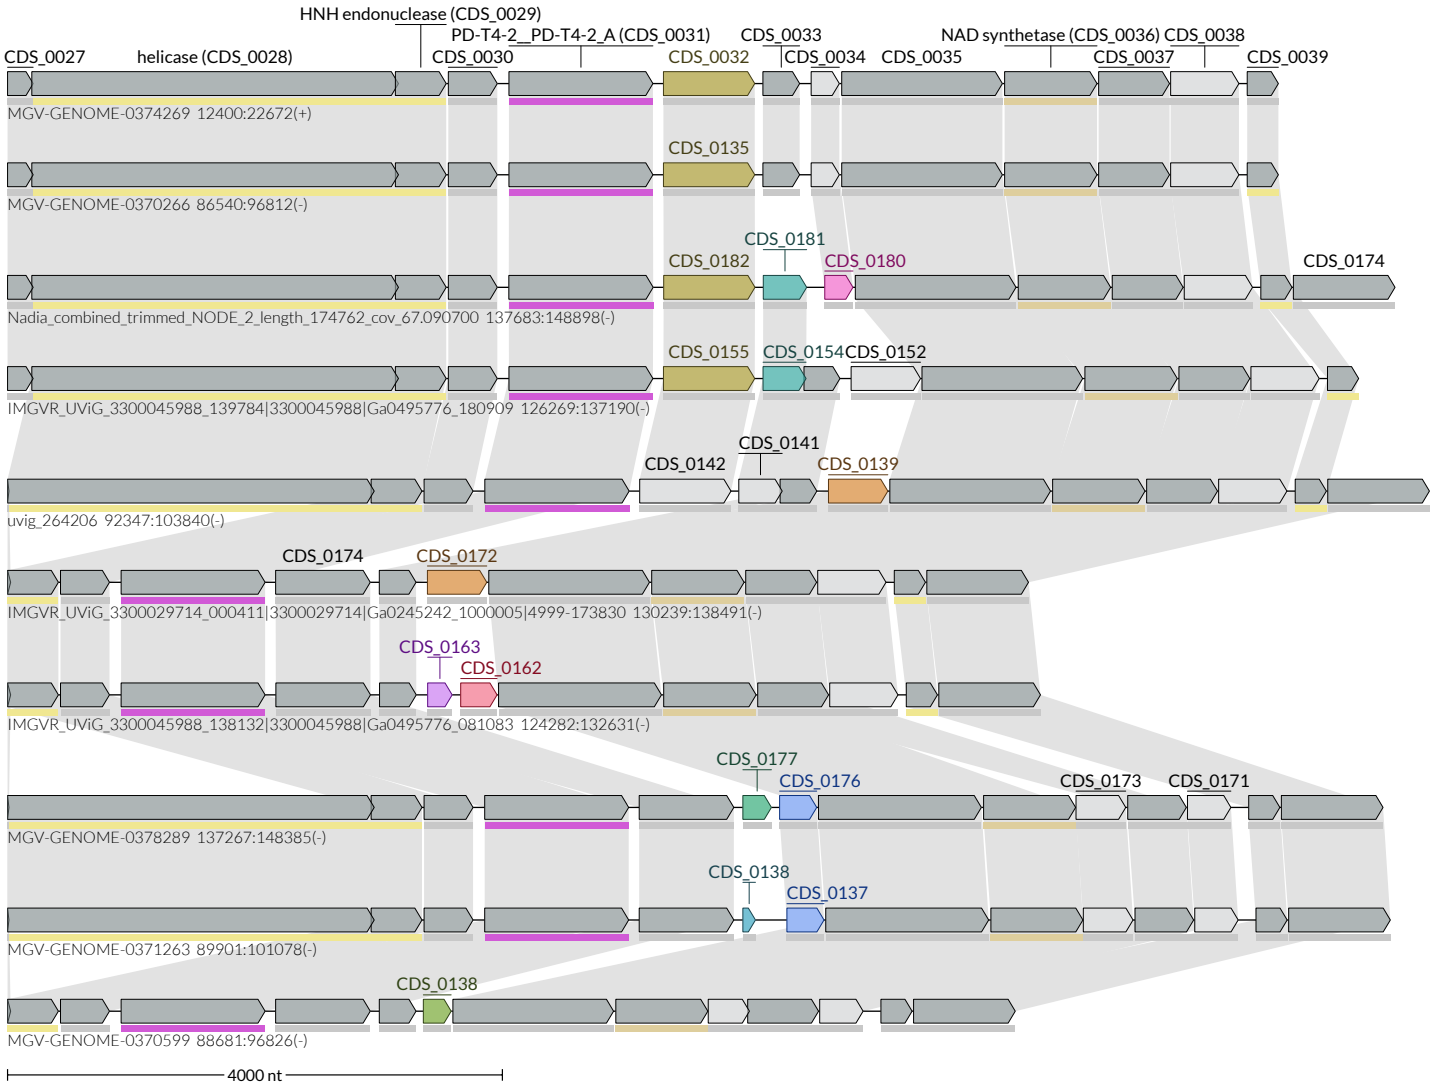 HNH endonuclease (CDS_0029)
PD-T4-2__PD-T4-2_A (CDS_0031) CDS_0033 NAD synthetase (CDS_0036) CDS_0038
CDS_0027 helicase (CDS_0028) CDS_0030 CDS_0032 CDS_0034 CDS_0035 CDS_0037 CDS_0039
MGV-GENOME-0374269 12400:22672(+)
CDS_0135
MGV-GENOME-0370266 86540:96812(-)
CDS_0181
CDS_0182 CDS_0180 CDS_0174
Nadia_combined_trimmed_NODE_2_length_174762_cov_67.090700 137683:148898(-)
CDS_0155 CDS_0154 CDS_0152
IMGVR_UViG_3300045988_139784|3300045988|Ga0495776_180909 126269:137190(-)
CDS_0141
CDS_0142 CDS_0139
uvig_264206 92347:103840(-)
CDS_0174 CDS_0172
IMGVR_UViG_3300029714_000411|3300029714|Ga0245242_1000005|4999-173830 130239:138491(-)
CDS_0163
CDS_0162
IMGVR_UViG_3300045988_138132|3300045988|Ga0495776_081083 124282:132631(-)
CDS_0177
CDS_0176 CDS_0173 CDS_0171
MGV-GENOME-0378289 137267:148385(-)
CDS_0138
CDS_0137
MGV-GENOME-0371263 89901:101078(-)
CDS_0138
MGV-GENOME-0370599 88681:96826(-)
4000 nt